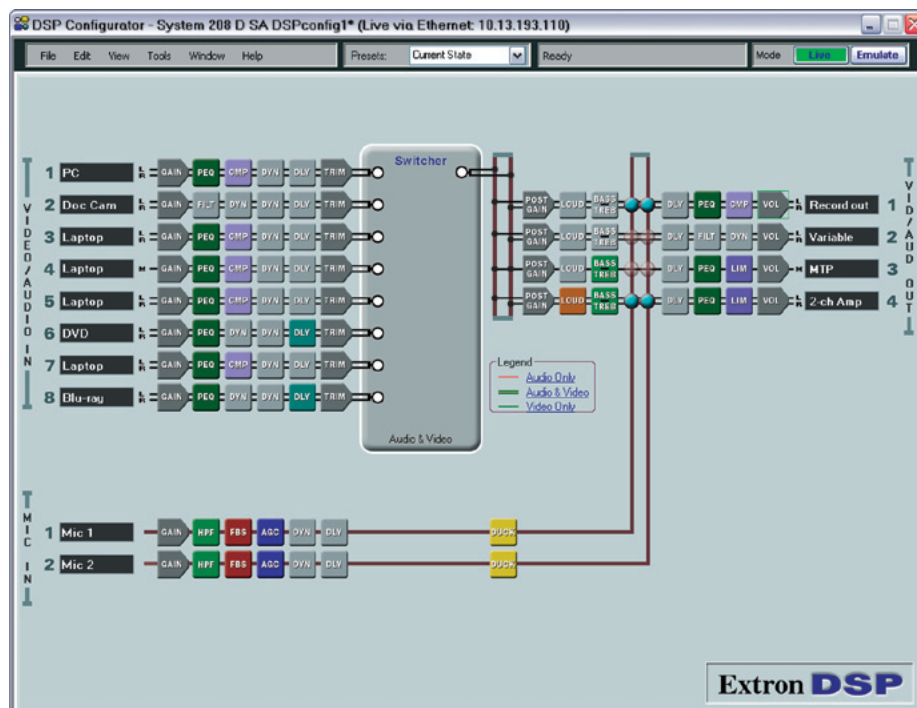 DSP Configurator - System 208 D SA DSPconfig1* (Live via Ethernet: 10.13.193.110)
File Edit View Tools Window Help Presets: Current State Ready Mode Live Emulate
VIDEO/AUDIO IN
1 PC L R GAIN PEQ CMP DYN DLY TRIM
2 Doc Cam L R GAIN FILT DYN DYN DLY TRIM
3 Laptop L R GAIN PEQ CMP DYN DLY TRIM
4 Laptop M GAIN PEQ CMP DYN DLY TRIM
5 Laptop L R GAIN PEQ CMP DYN DLY TRIM
6 DVD L R GAIN PEQ DYN DYN DLY TRIM
7 Laptop L R GAIN PEQ CMP DYN DLY TRIM
8 Blu-ray L R GAIN PEQ DYN DYN DLY TRIM
Switcher
Audio & Video
POST GAIN LOUD BASS TREB DLY PEQ CMP VOL L R Record out 1
POST GAIN LOUD BASS TREB DLY FILT DYN VOL L R Variable 2
POST GAIN LOUD BASS TREB DLY PEQ LIM VOL M MTP 3
POST GAIN LOUD BASS TREB DLY PEQ LIM VOL L R 2-ch Amp 4
VID/AUD OUT
Legend
Audio Only
Audio & Video
Video Only
MIC IN
1 Mic 1 GAIN HPF FBS AGC DYN DLY DUCK
2 Mic 2 GAIN HPF FBS AGC DYN DLY DUCK
Extron DSP